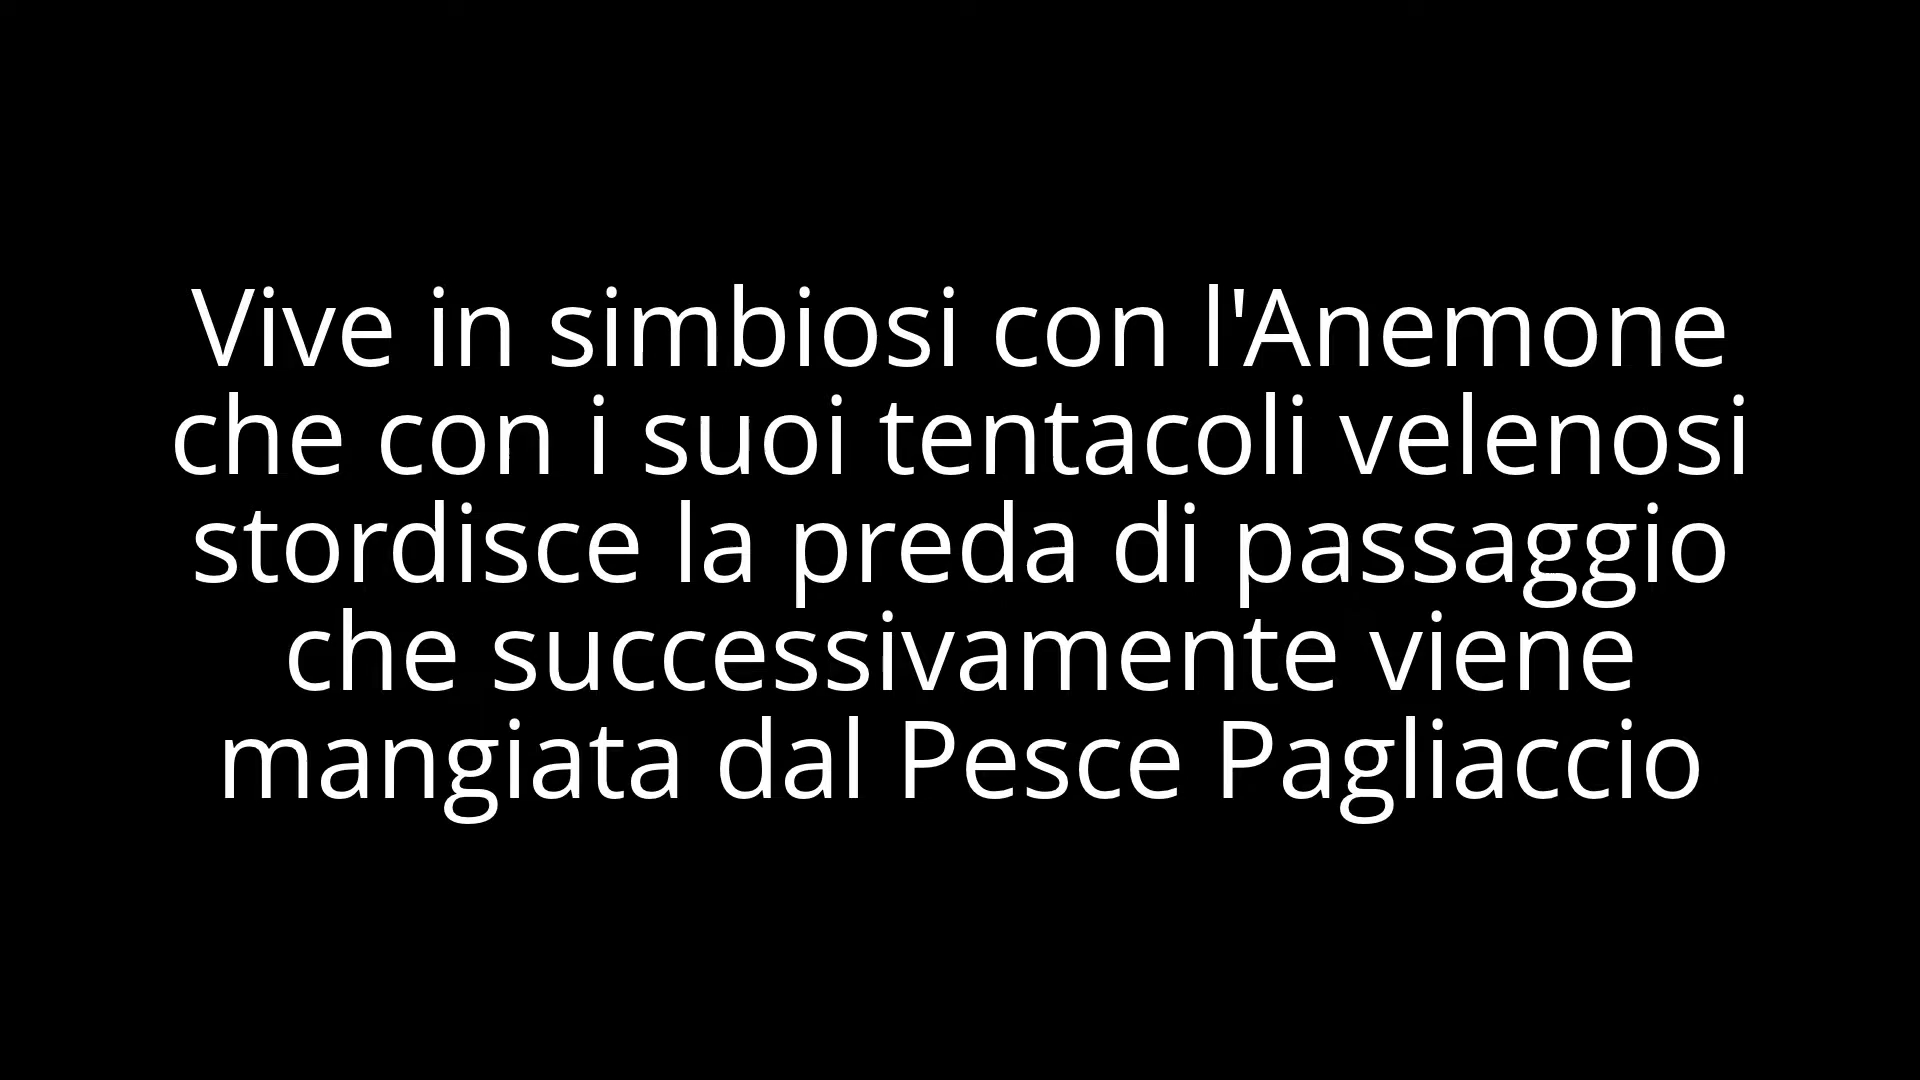 Vive in simbiosi con l'Anemone
che con i suoi tentacoli velenosi
stordisce la preda di passaggio
che successivamente viene
mangiata dal Pesce Pagliaccio